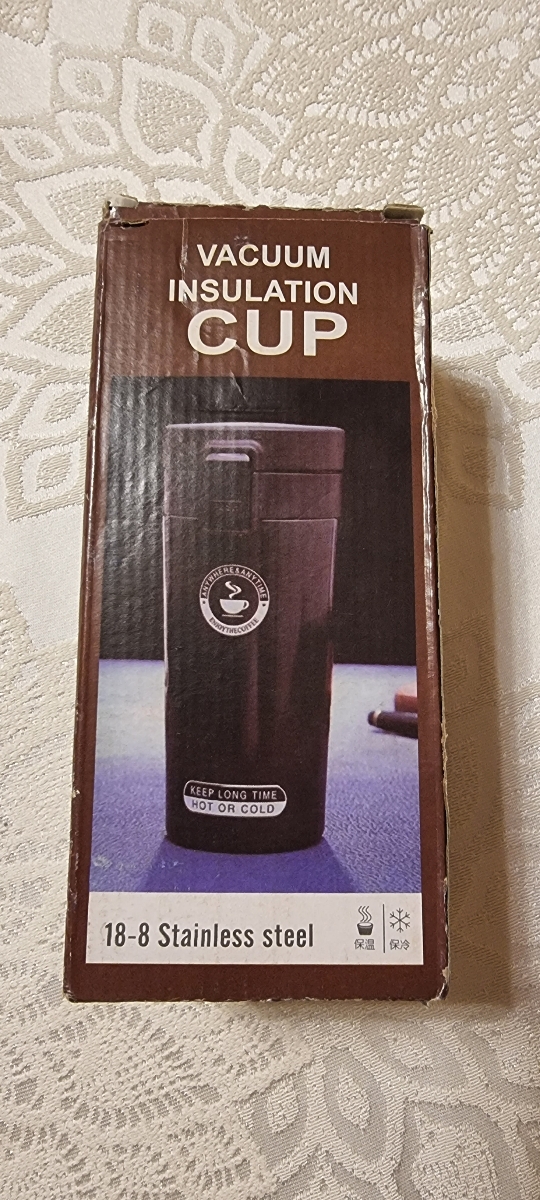 VACUUM
INSULATION
CUP
ANYWHERE&ANYTIME
ENJOYTHECOFFEE
KEEP LONG TIME
HOT OR COLD
18-8 Stainless steel
保温 保冷